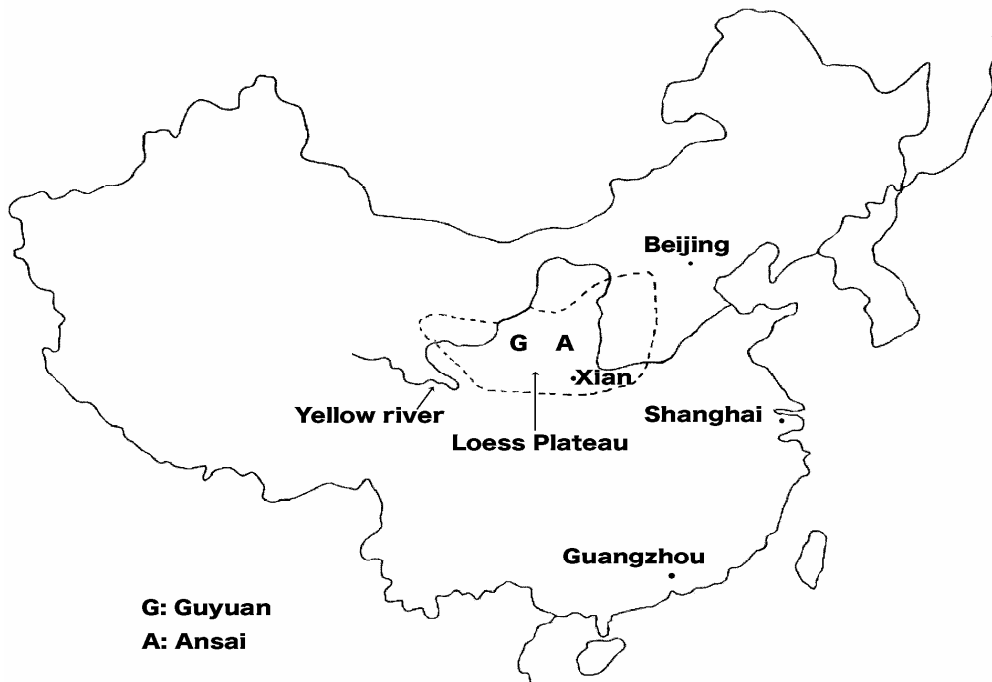 Beijing
G A
Xian
Yellow river
Shanghai
Loess Plateau
Guangzhou
G: Guyuan
A: Ansai